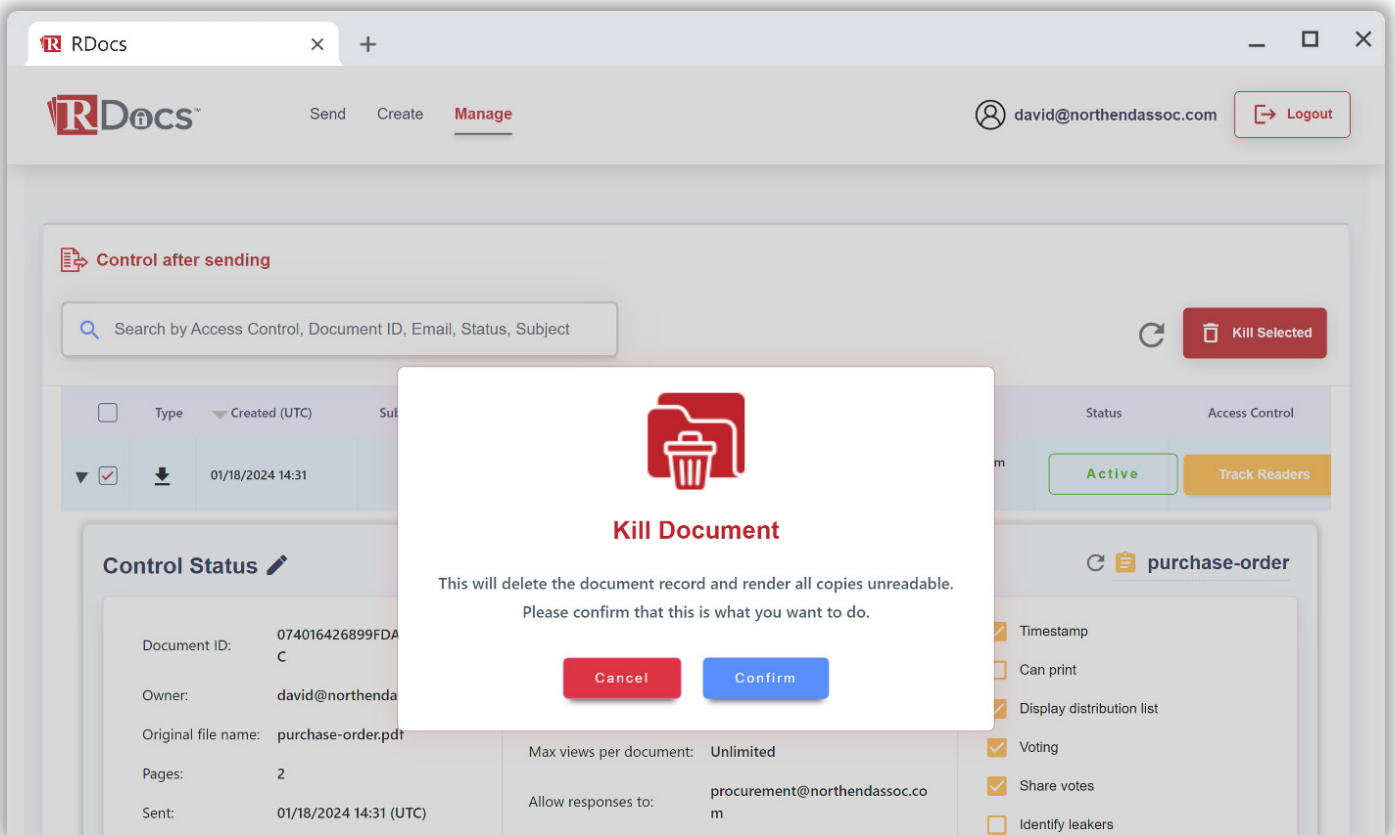 RDocs
RDocs™
Send Create Manage
david@northendassoc.com
Logout
Control after sending
Search by Access Control, Document ID, Email, Status, Subject
Kill Selected
Type Created (UTC) Status Access Control
01/18/2024 14:31 m Active Track Readers
Kill Document
This will delete the document record and render all copies unreadable.
Please confirm that this is what you want to do.
Cancel Confirm
Control Status
purchase-order
Document ID: 074016426899FDA
C
Owner: david@northenda
Original file name: purchase-order.pdf
Pages: 2
Sent: 01/18/2024 14:31 (UTC)
Max views per document: Unlimited
Allow responses to: procurement@northendassoc.co
m
Timestamp
Can print
Display distribution list
Voting
Share votes
Identify leakers